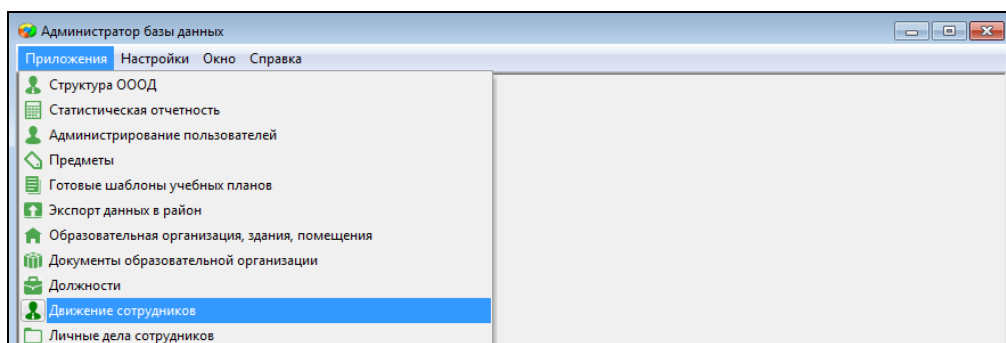 Администратор базы данных
Приложения Настройки Окно Справка
Структура ОООД
Статистическая отчетность
Администрирование пользователей
Предметы
Готовые шаблоны учебных планов
Экспорт данных в район
Образовательная организация, здания, помещения
Документы образовательной организации
Должности
Движение сотрудников
Личные дела сотрудников